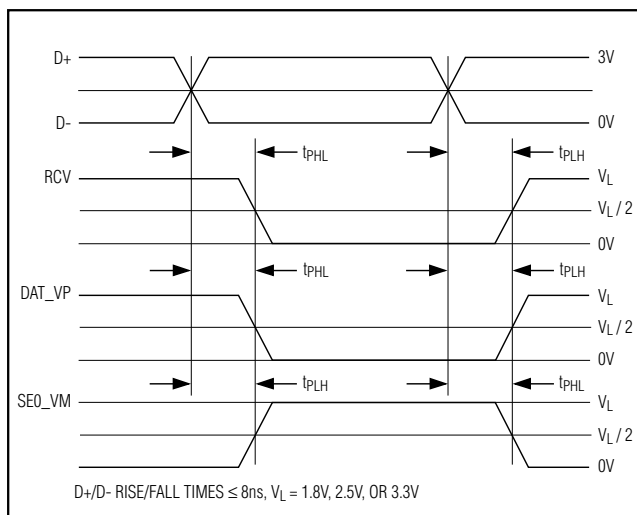 D+ 3V
D- 0V
tPHL tPLH
RCV VL
VL / 2
0V
tPHL tPLH
DAT_VP VL
VL / 2
0V
tPLH tPHL
SE0_VM VL
VL / 2
0V
D+/D- RISE/FALL TIMES ≤ 8ns, VL = 1.8V, 2.5V, OR 3.3V